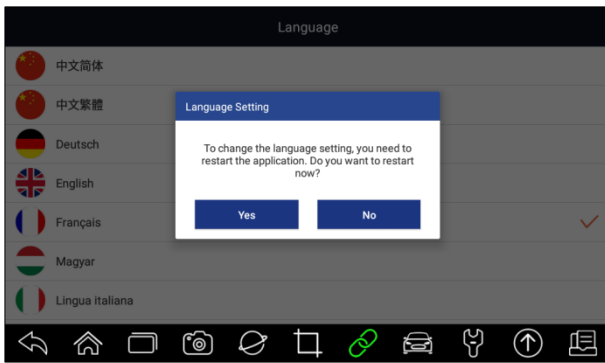 Language
中文简体
中文繁體
Deutsch
English
Français
Magyar
Lingua italiana
Language Setting
To change the language setting, you need to
restart the application. Do you want to restart
now?
Yes
No